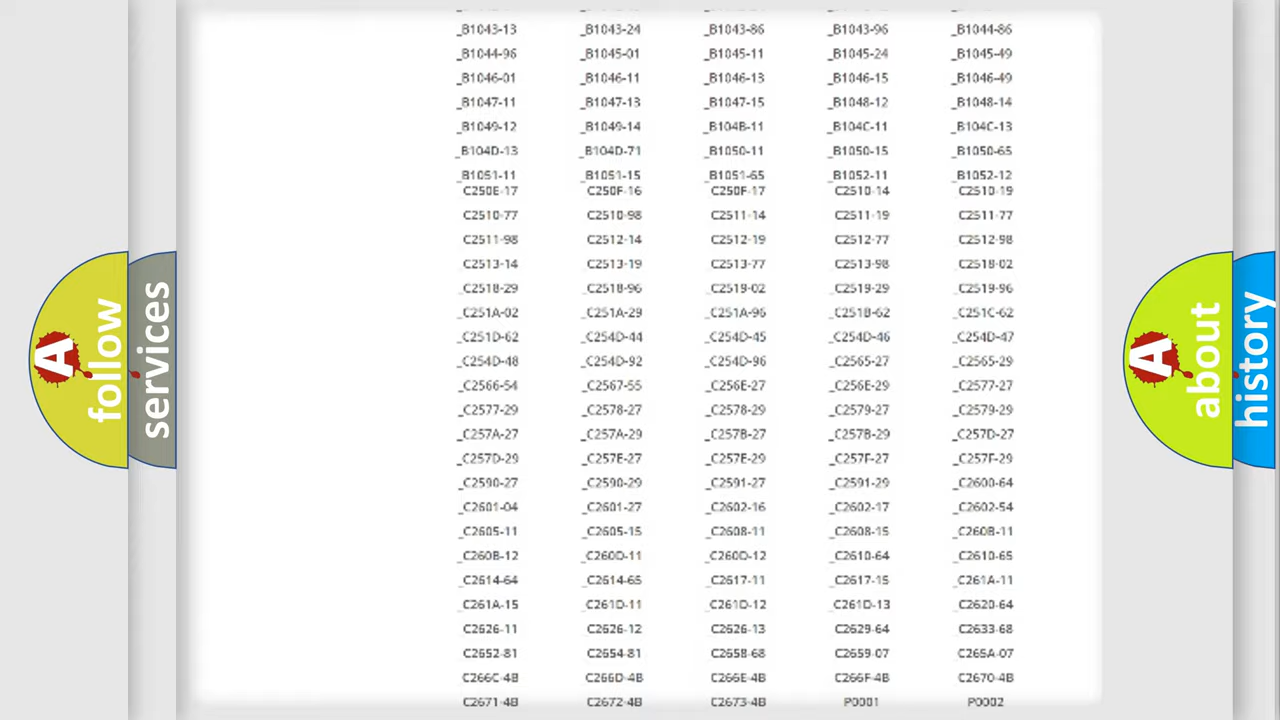 _B1043-13 _B1043-24 _B1043-86 _B1043-96 _B1044-86
_B1044-96 _B1045-01 _B1045-11 _B1045-24 _B1045-49
_B1046-01 _B1046-11 _B1046-13 _B1046-15 _B1046-49
_B1047-11 _B1047-13 _B1047-15 _B1048-12 _B1048-14
_B1049-12 _B1049-14 _B104B-11 _B104C-11 _B104C-13
_B104D-13 _B104D-71 _B1050-11 _B1050-15 _B1050-65
_B1051-11 _B1051-15 _B1051-65 _B1052-11 _B1052-12
C250E-17 C250F-16 C250F-17 C2510-14 C2510-19
C2510-77 C2510-98 C2511-14 C2511-19 C2511-77
C2511-98 C2512-14 C2512-19 C2512-77 C2512-98
C2513-14 C2513-19 C2513-77 C2513-98 C2518-02
_C2518-29 _C2518-96 _C2519-02 _C2519-29 _C2519-96
_C251A-02 _C251A-29 _C251A-96 _C251B-62 _C251C-62
_C251D-62 _C254D-44 _C254D-45 _C254D-46 _C254D-47
_C254D-48 _C254D-92 _C254D-96 _C2565-27 _C2565-29
_C2566-54 _C2567-55 _C256E-27 _C256E-29 _C2577-27
_C2577-29 _C2578-27 _C2578-29 _C2579-27 _C2579-29
_C257A-27 _C257A-29 _C257B-27 _C257B-29 _C257D-27
_C257D-29 _C257E-27 _C257E-29 _C257F-27 _C257F-29
_C2590-27 _C2590-29 _C2591-27 _C2591-29 _C2600-64
_C2601-04 _C2601-27 _C2602-16 _C2602-17 _C2602-54
_C2605-11 _C2605-15 _C2608-11 _C2608-15 _C260B-11
_C260B-12 _C260D-11 _C260D-12 _C2610-64 _C2610-65
_C2614-64 _C2614-65 _C2617-11 _C2617-15 _C261A-11
_C261A-15 _C261D-11 _C261D-12 _C261D-13 _C2620-64
C2626-11 C2626-12 C2626-13 C2629-64 C2633-68
C2652-81 C2654-81 C2658-68 C2659-07 C265A-07
C266C-4B C266D-4B C266E-4B C266F-4B C2670-4B
C2671-4B C2672-4B C2673-4B P0001 P0002
A follow
services
A about
history